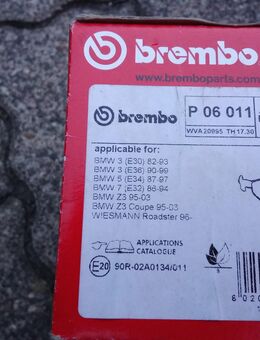 brembo
www.bremboparts.com
brembo
P 06 011
WVA 20955 TH 17.30
applicable for:
BMW 3 (E30) 82-93
BMW 3 (E36) 90-99
BMW 5 (E34) 87-97
BMW 7 (E32) 86-94
BMW Z3 95-03
BMW Z3 Coupe 95-03
WIESMANN Roadster 96-
APPLICATIONS
CATALOGUE
E20 90R-02A0134/011